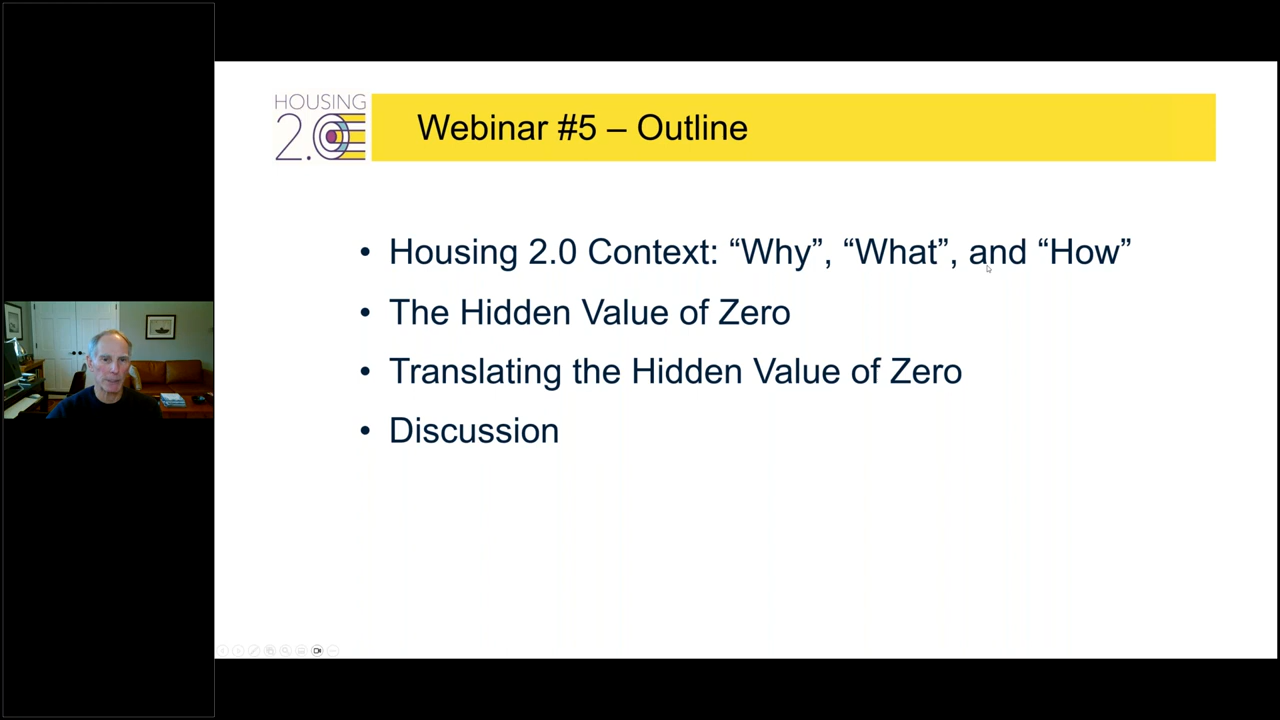 HOUSING
2.0
Webinar #5 – Outline
• Housing 2.0 Context: “Why”, “What”, and “How”
• The Hidden Value of Zero
• Translating the Hidden Value of Zero
• Discussion